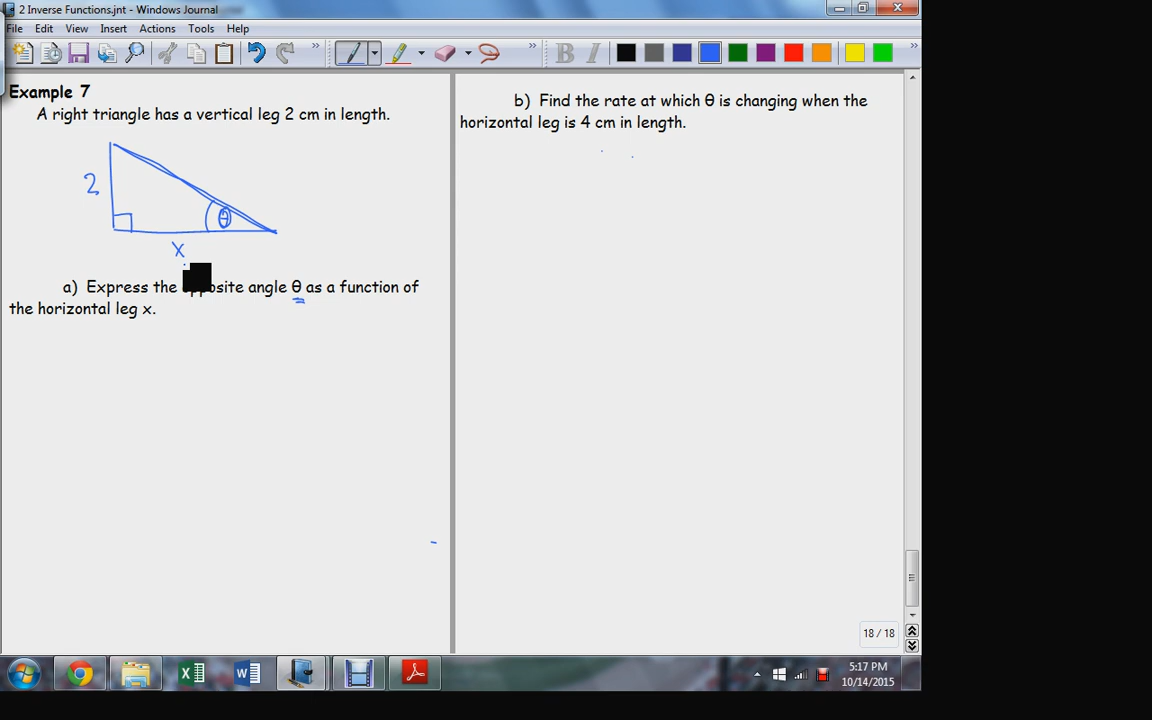 2 Inverse Functions.jnt - Windows Journal
File Edit View Insert Actions Tools Help
B I
Example 7
A right triangle has a vertical leg 2 cm in length.
2
θ
x
a) Express the opposite angle θ as a function of
the horizontal leg x.
b) Find the rate at which θ is changing when the
horizontal leg is 4 cm in length.
18 / 18
5:17 PM
10/14/2015